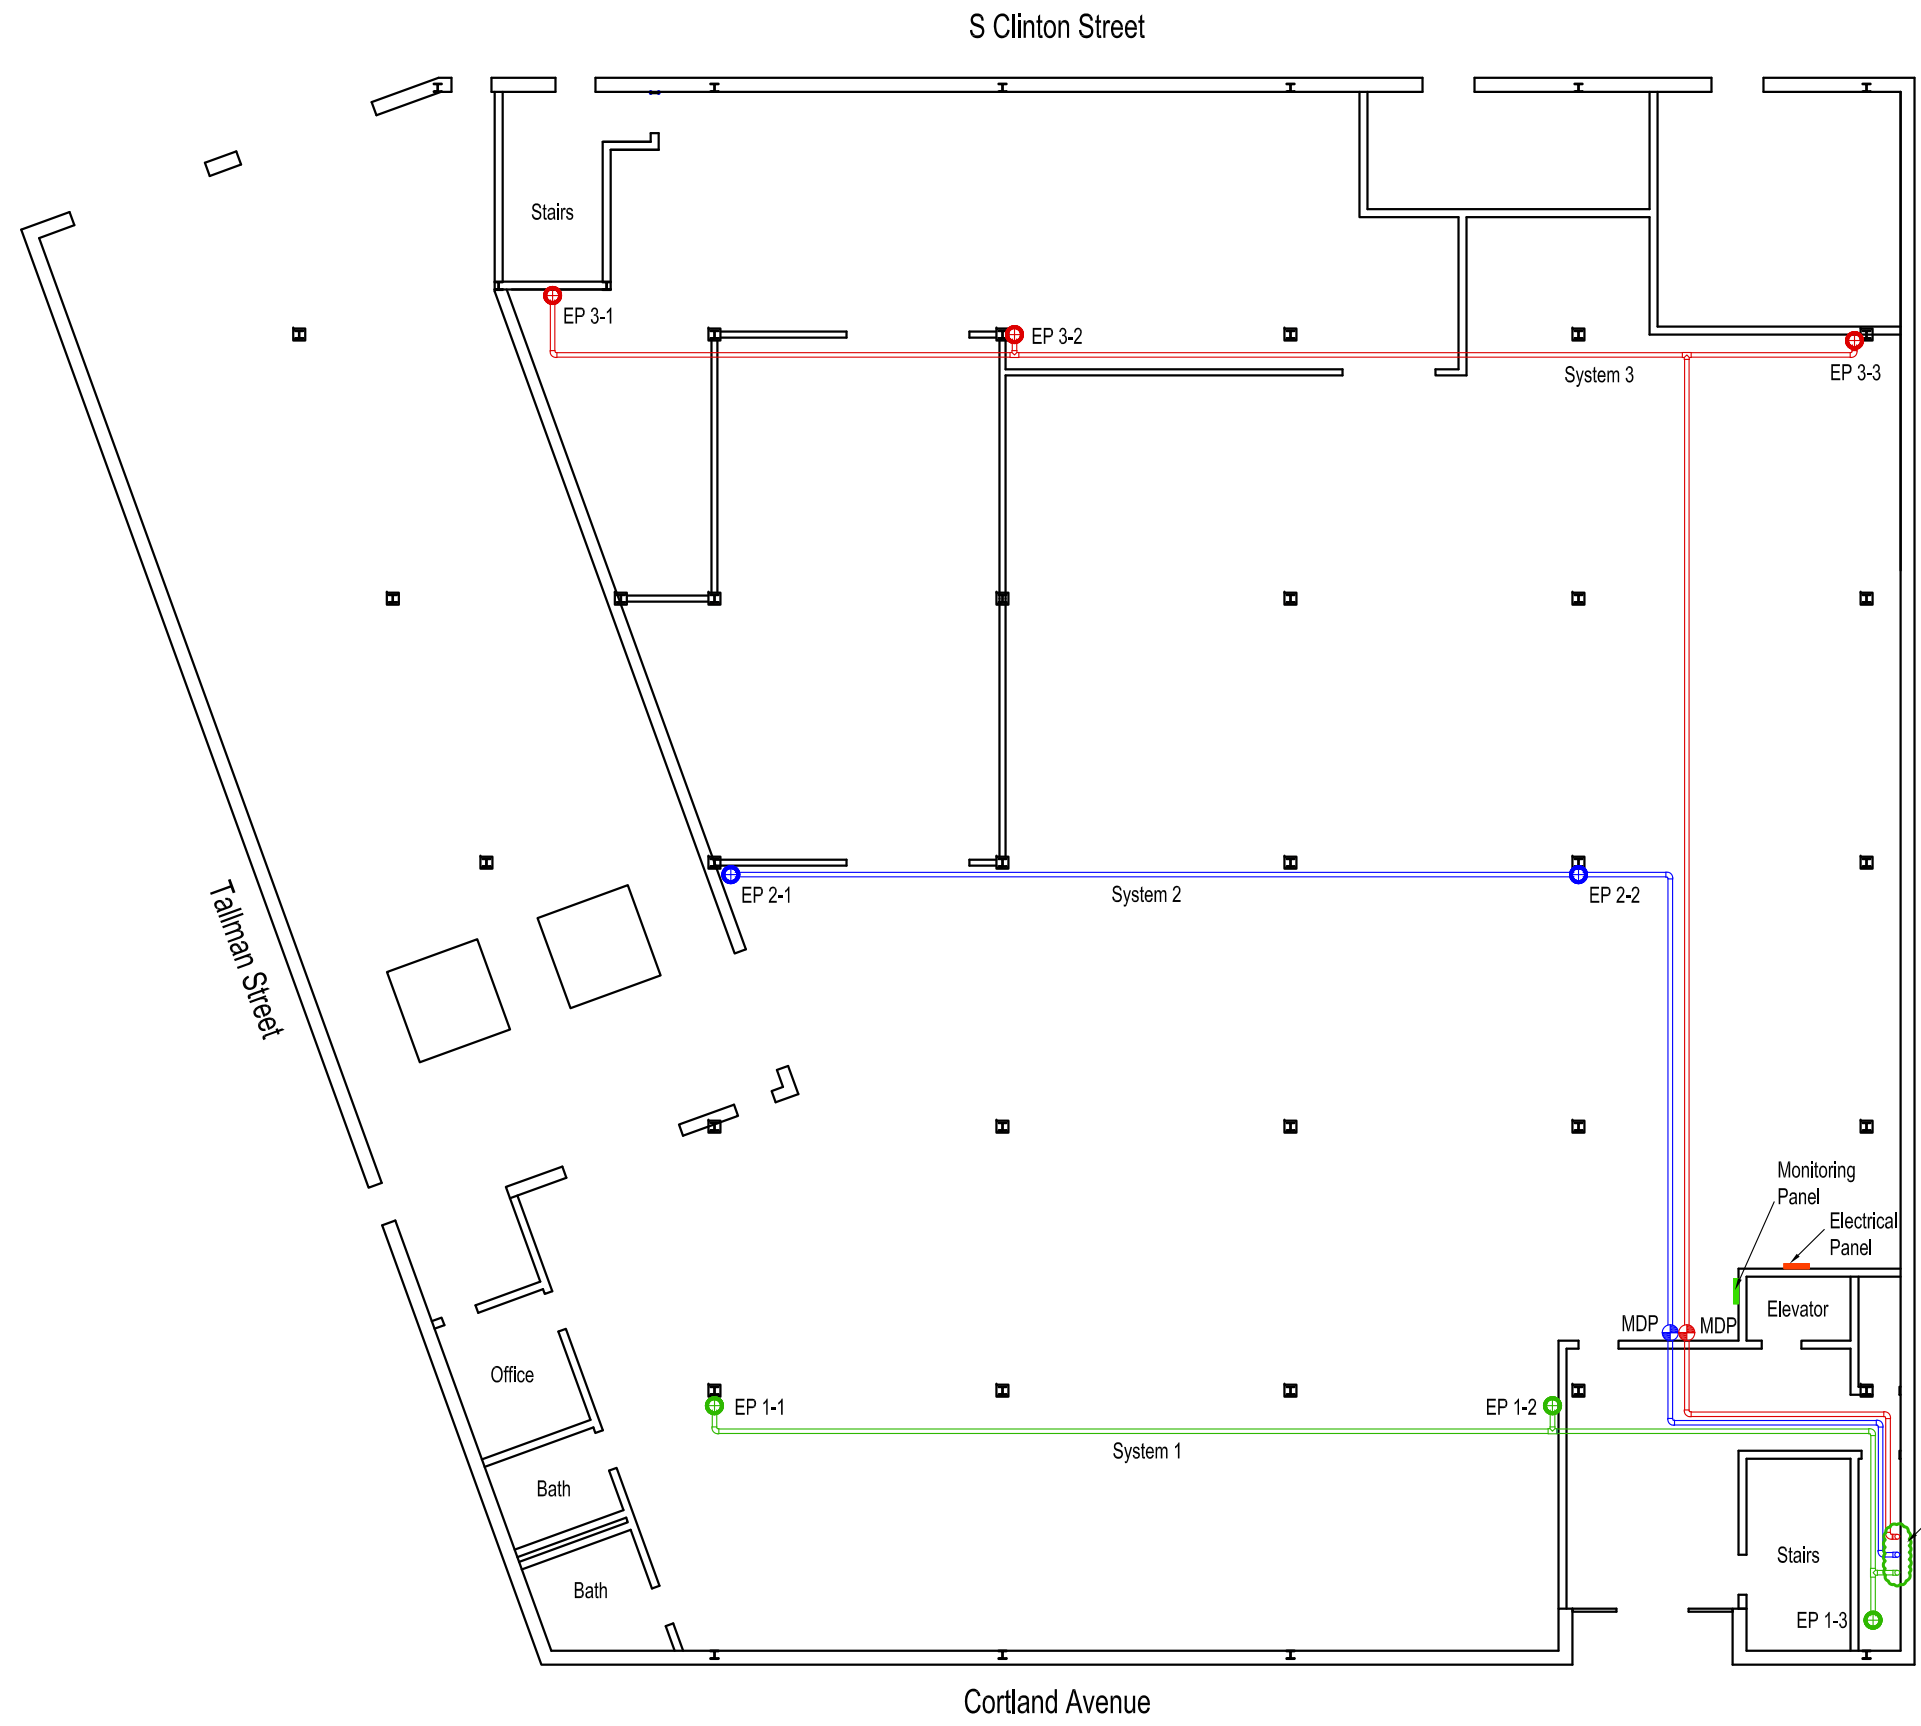 S Clinton Street
Stairs
EP 3-1
EP 3-2
System 3
EP 3-3
Tallman Street
EP 2-1
System 2
EP 2-2
Monitoring
Panel
Electrical
Panel
Elevator
MDP
MDP
Office
EP 1-1
EP 1-2
System 1
Bath
Stairs
Bath
EP 1-3
Cortland Avenue